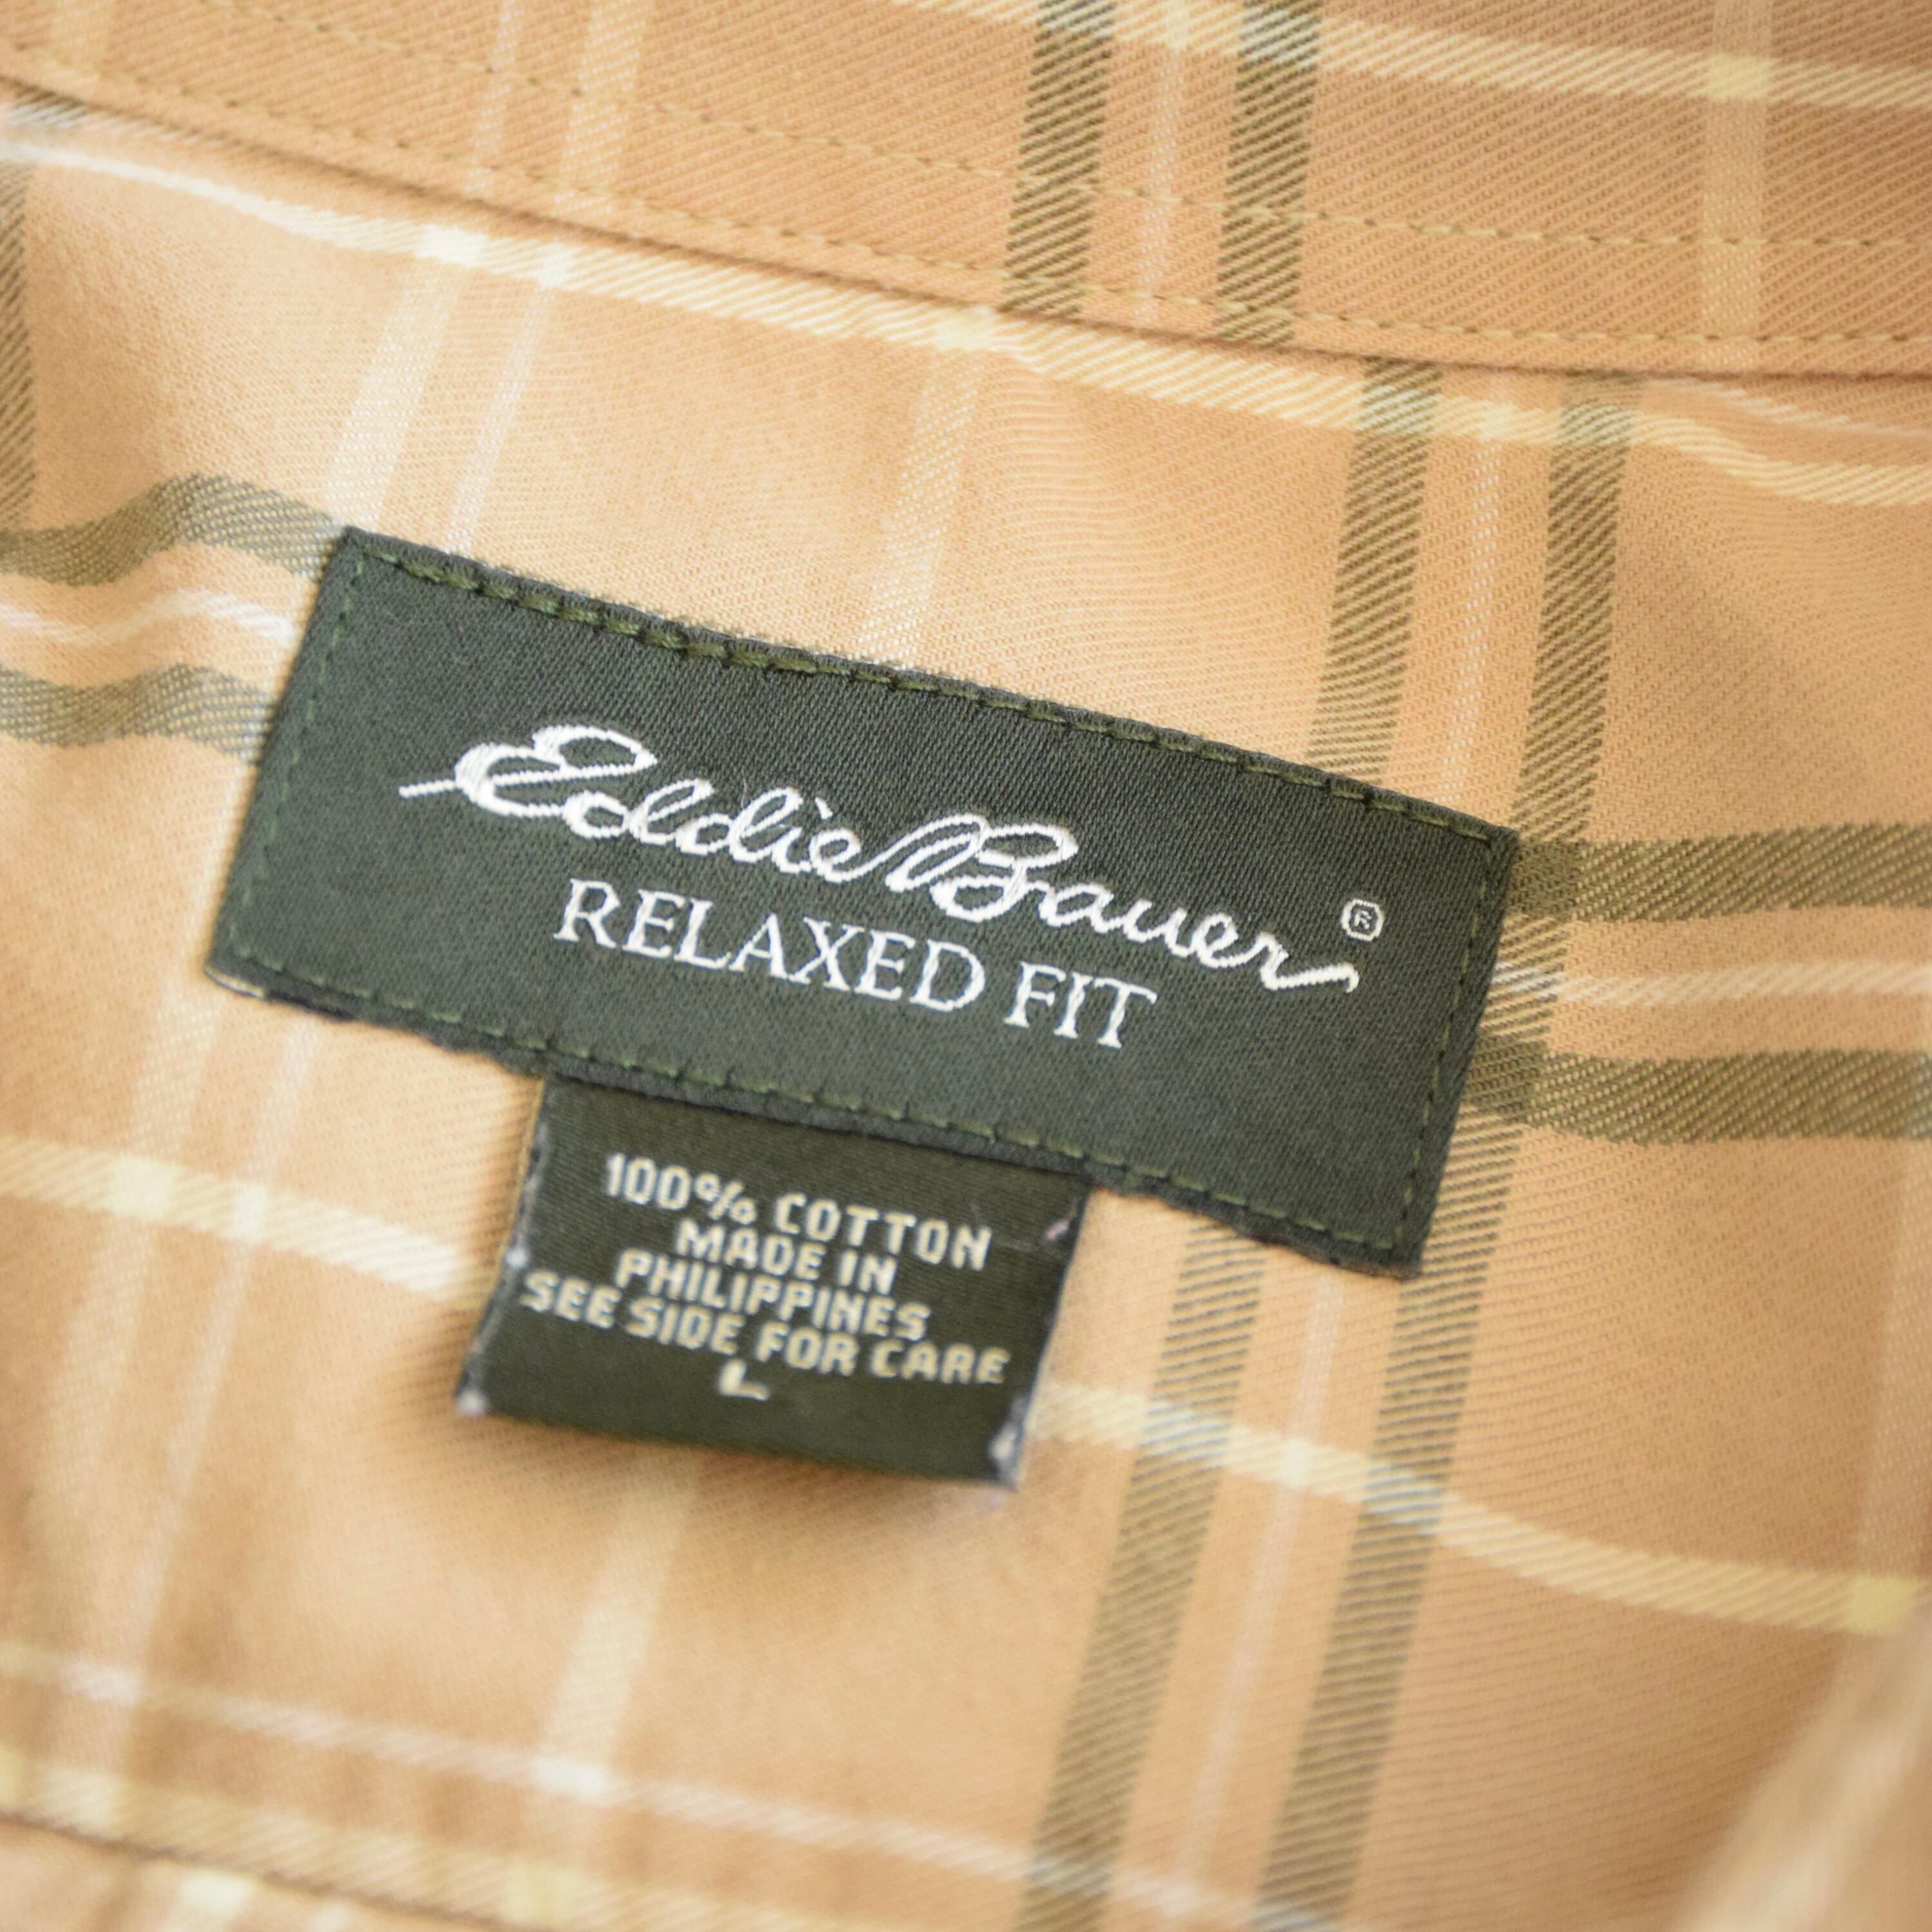 Eddie Bauer ®
RELAXED FIT
100% COTTON
MADE IN
PHILIPPINES
SEE SIDE FOR CARE
L